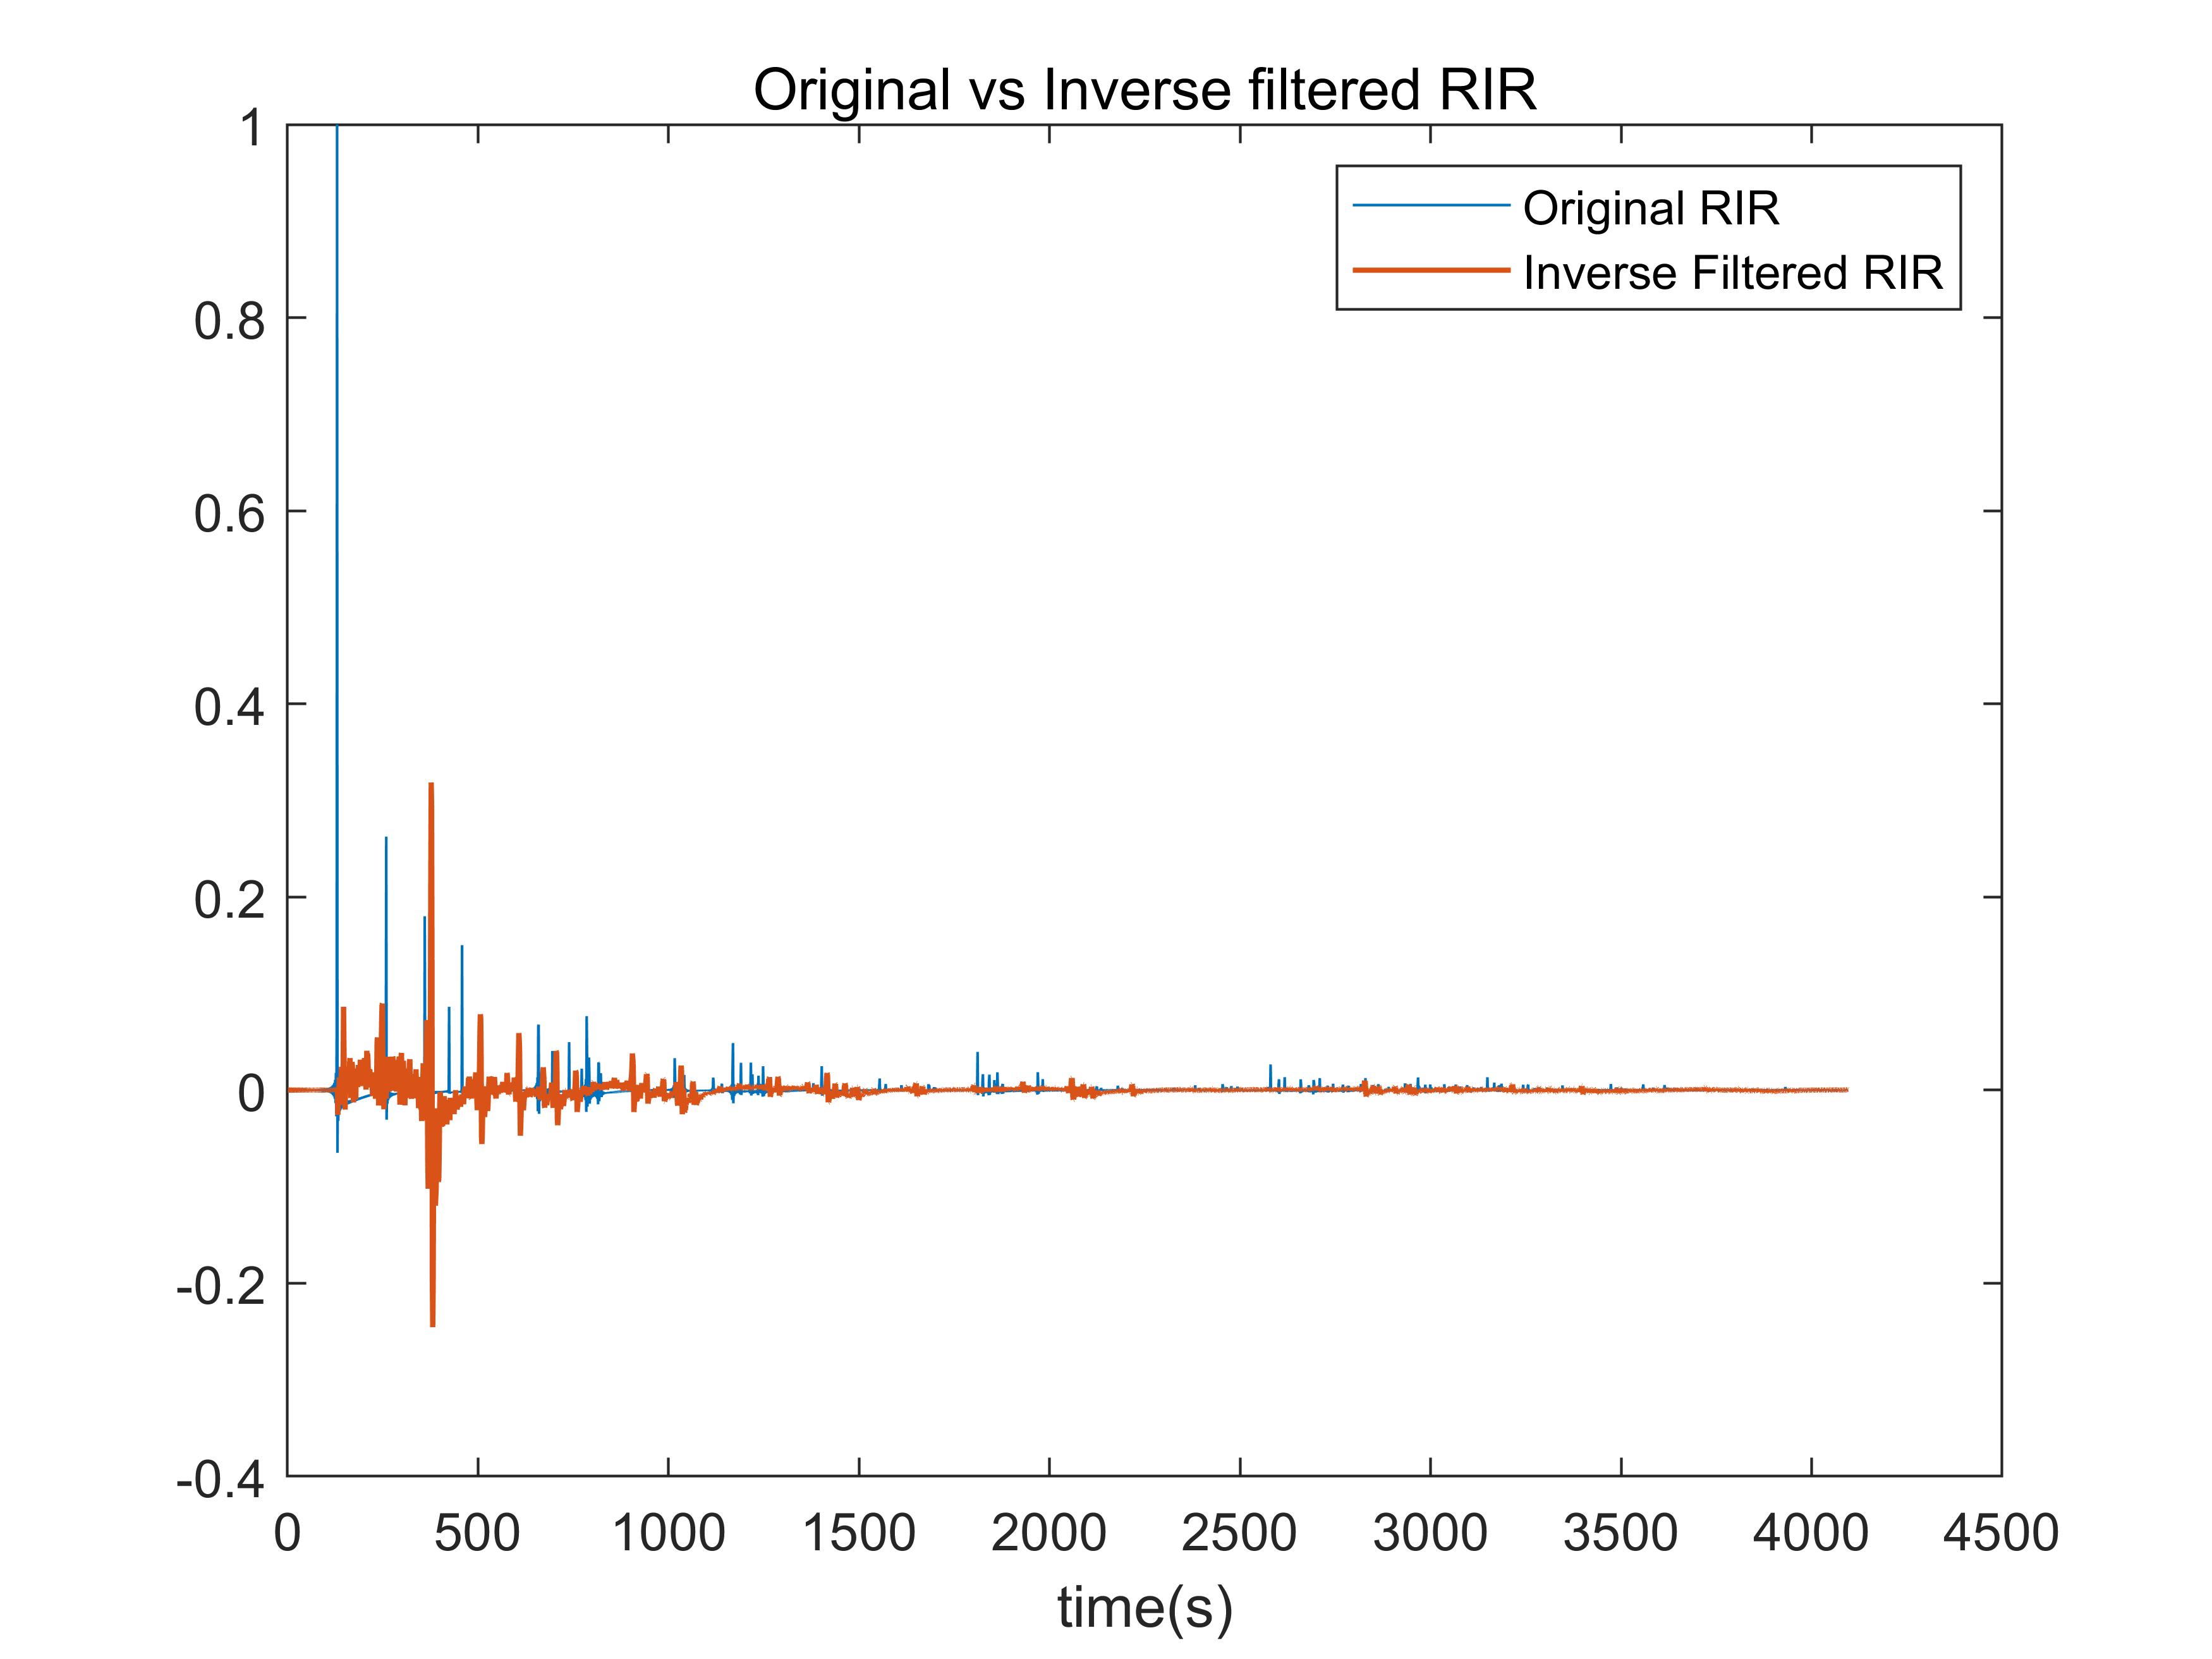 Original vs Inverse filtered RIR
1
0.8
0.6
0.4
0.2
0
-0.2
-0.4
Original RIR
Inverse Filtered RIR
0 500 1000 1500 2000 2500 3000 3500 4000 4500
time(s)